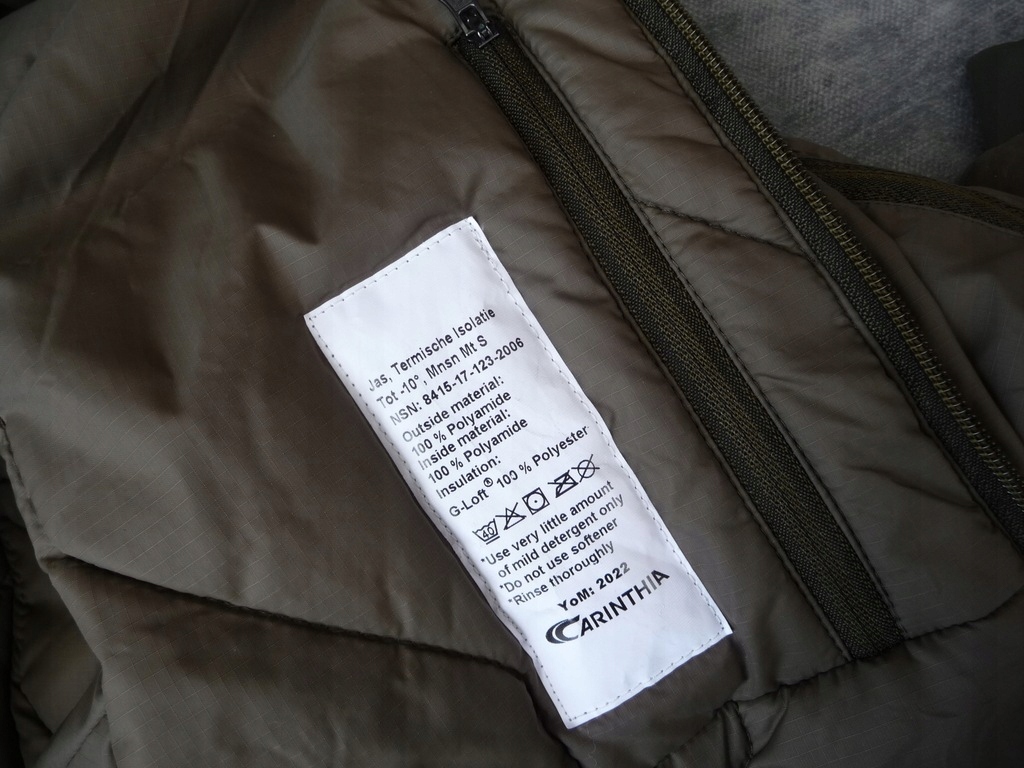 Jas, Termische Isolatie
Tot -10°, Mnsn Mt.S
NSN: 8415-17-123-2006
Outside material:
100 % Polyamide
Inside material:
100 % Polyamide
Insulation:
G-Loft® 100 % Polyester
40
*Use very little amount
of mild detergent only
*Do not use softener
*Rinse thoroughly
YoM: 2022
CARINTHIA